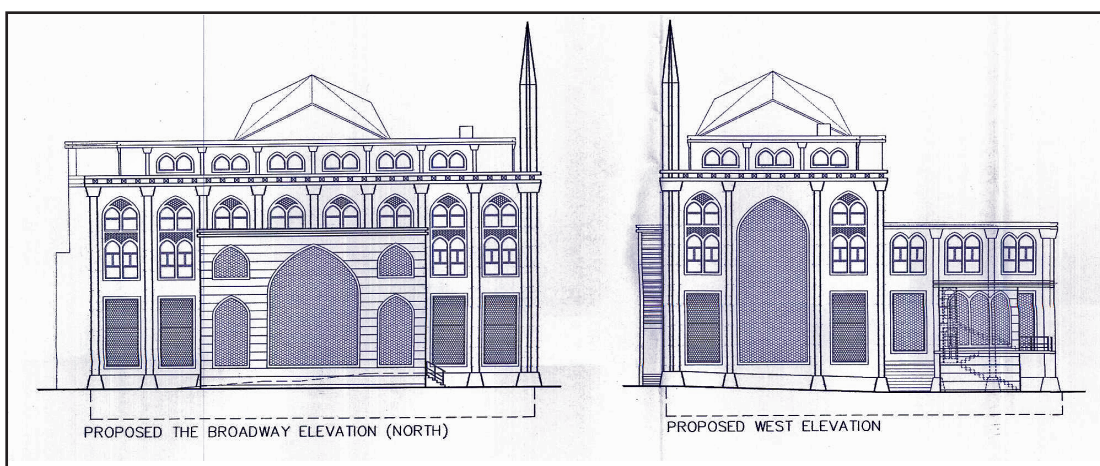 PROPOSED THE BROADWAY ELEVATION (NORTH)
PROPOSED WEST ELEVATION